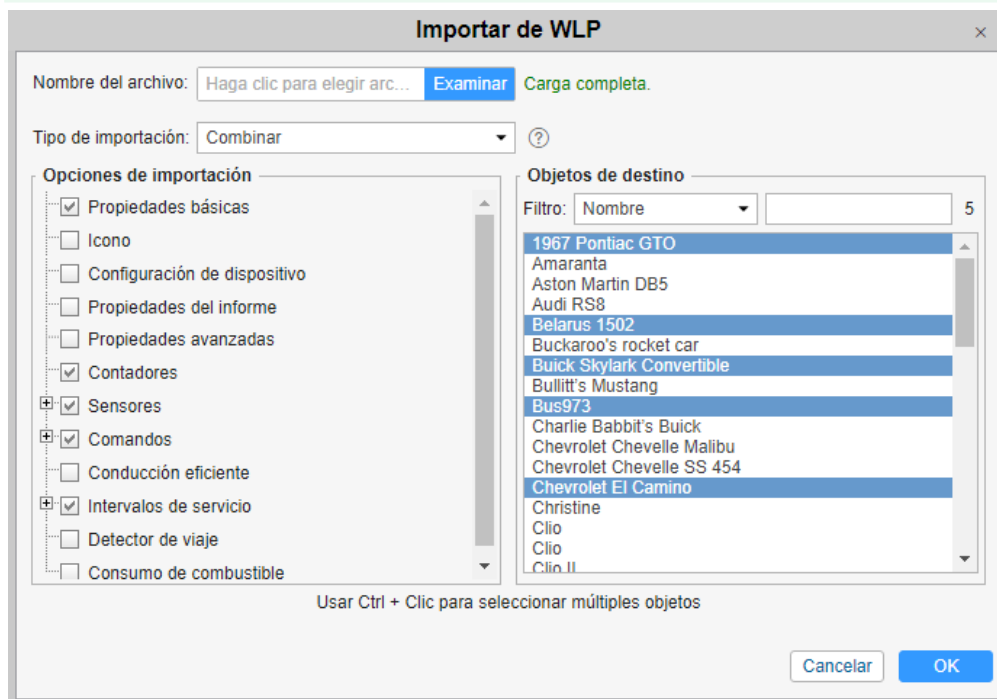 Importar de WLP
×
Nombre del archivo: Haga clic para elegir arc... Examinar Carga completa.
Tipo de importación: Combinar ?
Opciones de importación
Propiedades básicas
Icono
Configuración de dispositivo
Propiedades del informe
Propiedades avanzadas
Contadores
Sensores
Comandos
Conducción eficiente
Intervalos de servicio
Detector de viaje
Consumo de combustible
Objetos de destino
Filtro: Nombre 5
1967 Pontiac GTO
Amaranta
Aston Martin DB5
Audi RS8
Belarus 1502
Buckaroo's rocket car
Buick Skylark Convertible
Bullitt's Mustang
Bus973
Charlie Babbit's Buick
Chevrolet Chevelle Malibu
Chevrolet Chevelle SS 454
Chevrolet El Camino
Christine
Clio
Clio
Clio II
Usar Ctrl + Clic para seleccionar múltiples objetos
Cancelar OK